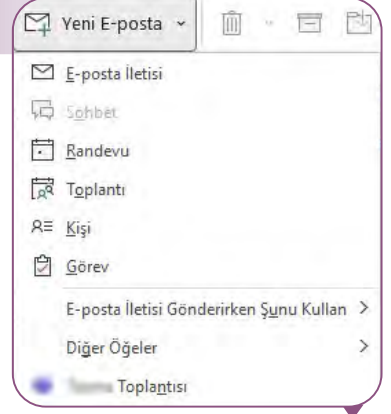 Yeni E-posta
E-posta İletisi
Sohbet
Randevu
Toplantı
Kişi
Görev
E-posta İletisi Gönderirken Şunu Kullan
Diğer Öğeler
Toplantısı